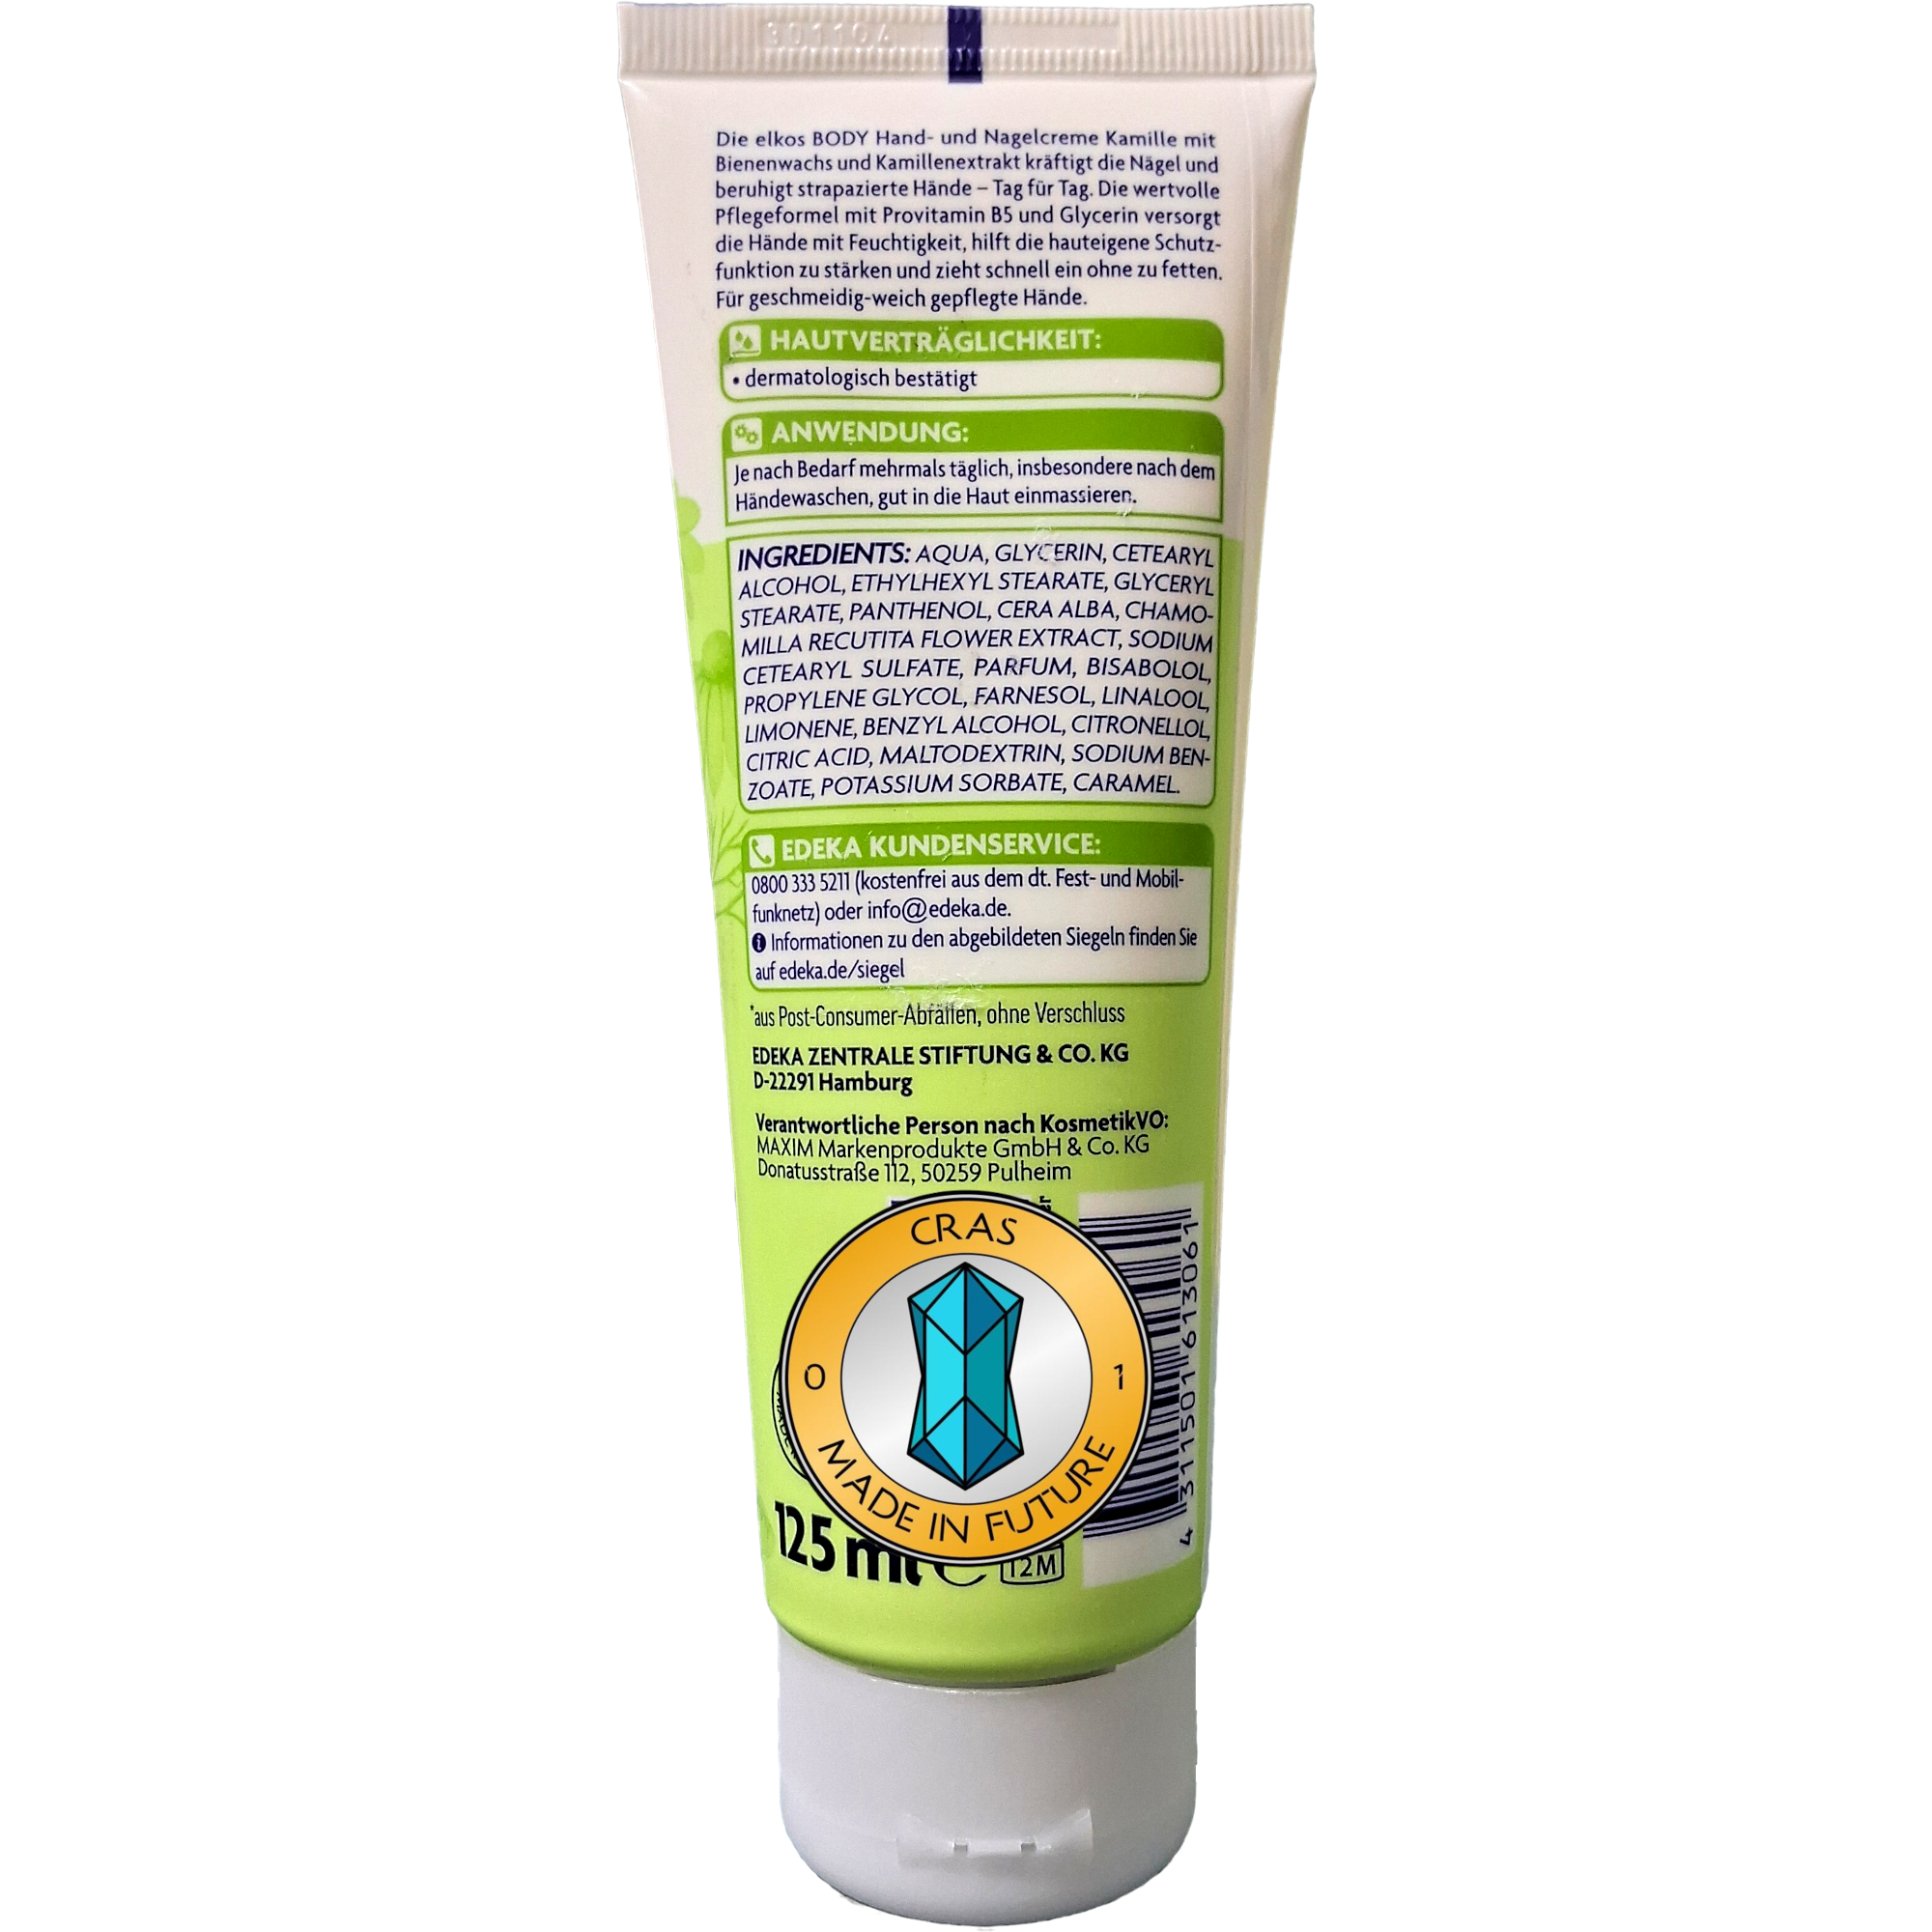 301104
Die elkos BODY Hand- und Nagelcreme Kamille mit
Bienenwachs und Kamillenextrakt kräftigt die Nägel und
beruhigt strapazierte Hände – Tag für Tag. Die wertvolle
Pflegeformel mit Provitamin B5 und Glycerin versorgt
die Hände mit Feuchtigkeit, hilft die hauteigene Schutz-
funktion zu stärken und zieht schnell ein ohne zu fetten.
Für geschmeidig-weich gepflegte Hände.
HAUTVERTRÄGLICHKEIT:
• dermatologisch bestätigt
ANWENDUNG:
Je nach Bedarf mehrmals täglich, insbesondere nach dem
Händewaschen, gut in die Haut einmassieren.
INGREDIENTS: AQUA, GLYCERIN, CETEARYL
ALCOHOL, ETHYLHEXYL STEARATE, GLYCERYL
STEARATE, PANTHENOL, CERA ALBA, CHAMO-
MILLA RECUTITA FLOWER EXTRACT, SODIUM
CETEARYL SULFATE, PARFUM, BISABOLOL,
PROPYLENE GLYCOL, FARNESOL, LINALOOL,
LIMONENE, BENZYL ALCOHOL, CITRONELLOL,
CITRIC ACID, MALTODEXTRIN, SODIUM BEN-
ZOATE, POTASSIUM SORBATE, CARAMEL.
EDEKA KUNDENSERVICE:
0800 333 5211 (kostenfrei aus dem dt. Fest- und Mobil-
funknetz) oder info@edeka.de.
Informationen zu den abgebildeten Siegeln finden Sie
auf edeka.de/siegel
*aus Post-Consumer-Abfällen, ohne Verschluss
EDEKA ZENTRALE STIFTUNG & CO. KG
D-22291 Hamburg
Verantwortliche Person nach KosmetikVO:
MAXIM Markenprodukte GmbH & Co. KG
Donatusstraße 112, 50259 Pulheim
CRAS
0 1
MADE IN FUTURE
4 311501 613061
125 ml e
12M